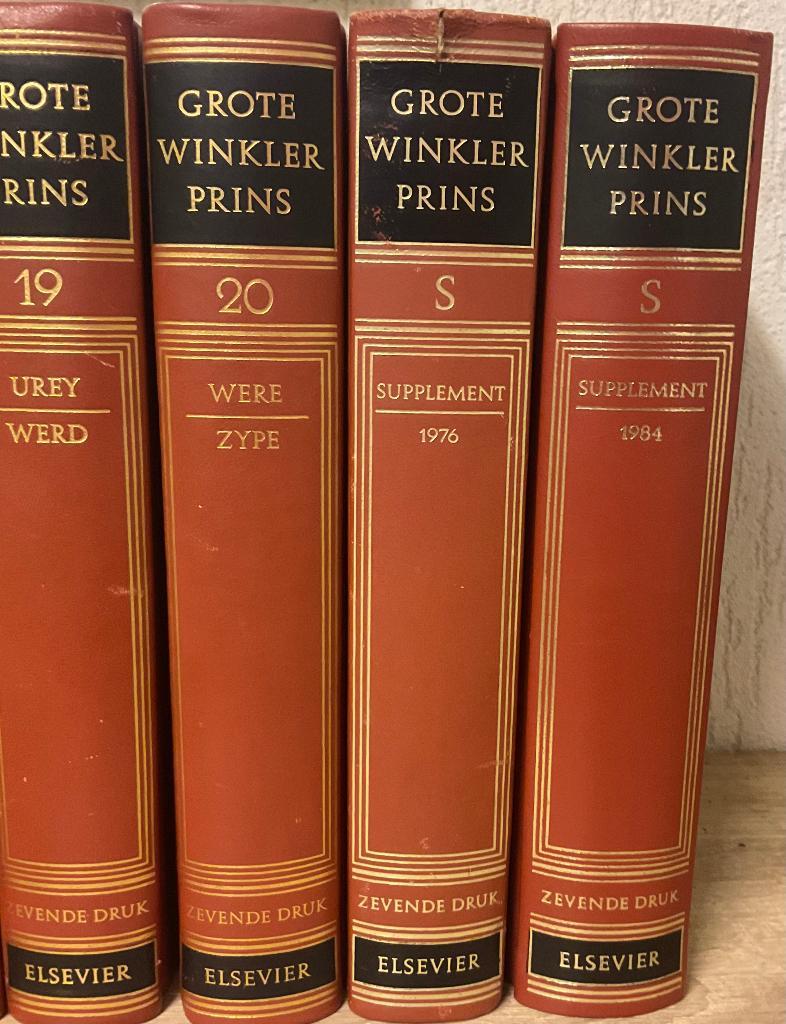 ROTE
NKLER
RINS
19
UREY
WERD
ZEVENDE DRUK
ELSEVIER
GROTE
WINKLER
PRINS
20
WERE
ZYPE
ZEVENDE DRUK
ELSEVIER
GROTE
WINKLER
PRINS
S
SUPPLEMENT
1976
ZEVENDE DRUK
ELSEVIER
GROTE
WINKLER
PRINS
S
SUPPLEMENT
1984
ZEVENDE DRUK
ELSEVIER